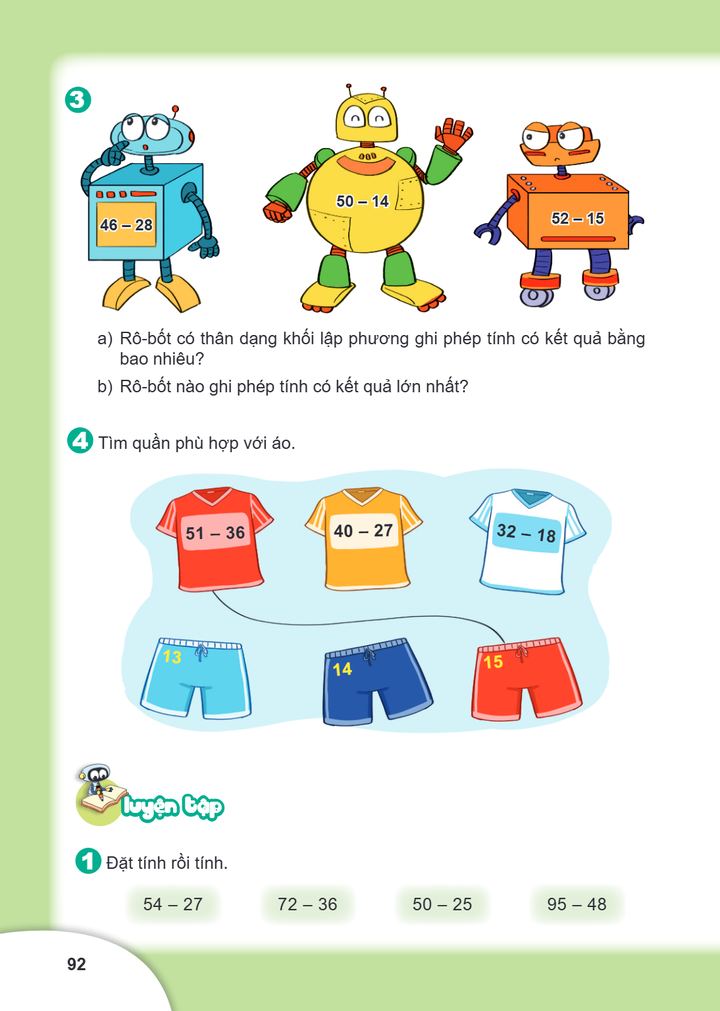 3
46 – 28
50 – 14
52 – 15
a) Rô-bốt có thân dạng khối lập phương ghi phép tính có kết quả bằng
bao nhiêu?
b) Rô-bốt nào ghi phép tính có kết quả lớn nhất?
4 Tìm quần phù hợp với áo.
51 – 36
40 – 27
32 – 18
13
14
15
luyện tập
1 Đặt tính rồi tính.
54 – 27
72 – 36
50 – 25
95 – 48
92